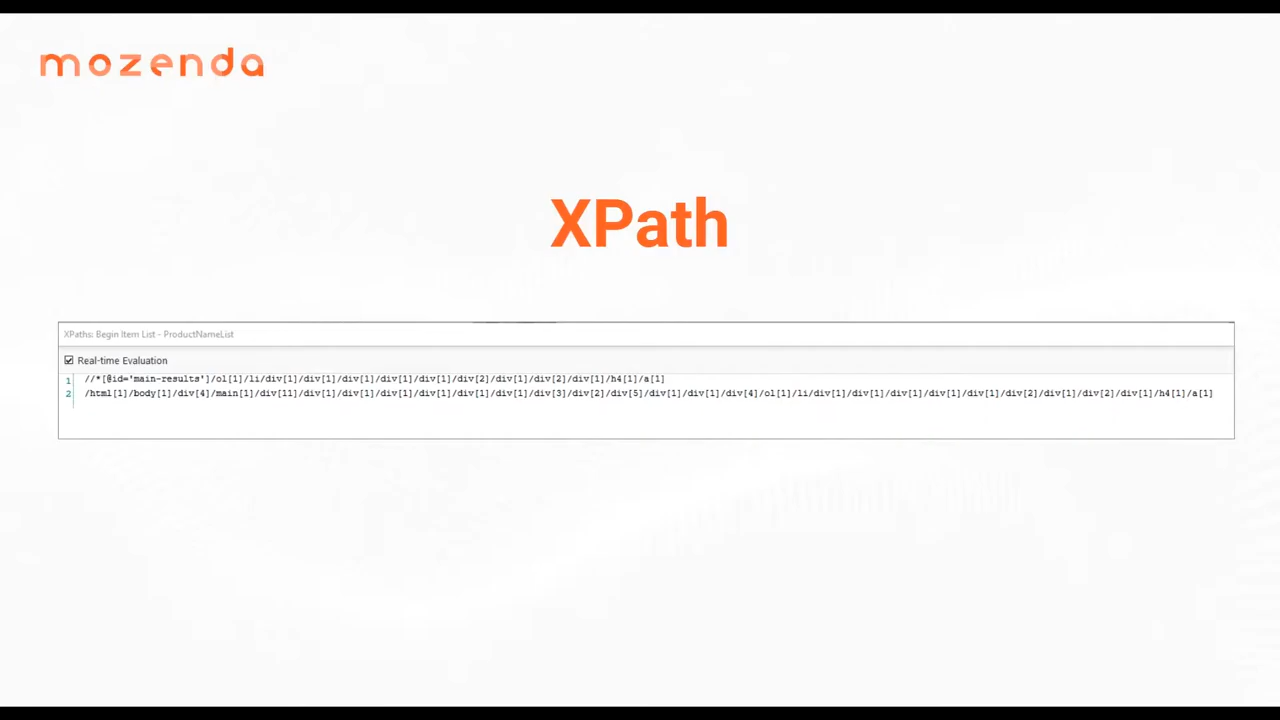 mozenda
XPath
XPaths: Begin Item List - ProductNameList
Real-time Evaluation
1 //*[@id='main-results']/ol[1]/li/div[1]/div[1]/div[1]/div[1]/div[1]/div[2]/div[1]/div[2]/div[1]/h4[1]/a[1]
2 /html[1]/body[1]/div[4]/main[1]/div[11]/div[1]/div[1]/div[1]/div[1]/div[1]/div[1]/div[3]/div[2]/div[5]/div[1]/div[1]/div[4]/ol[1]/li/div[1]/div[1]/div[1]/div[1]/div[1]/div[2]/div[1]/div[2]/div[1]/h4[1]/a[1]